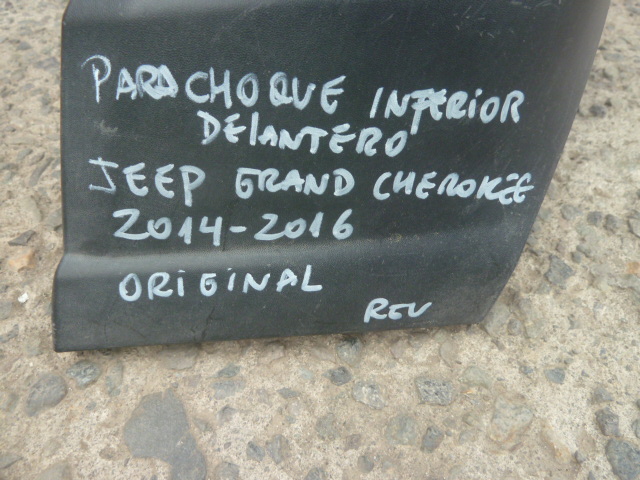 PARACHOQUE INFERIOR
DELANTERO
JEEP GRAND CHEROKEE
2014-2016
ORIGINAL
REV